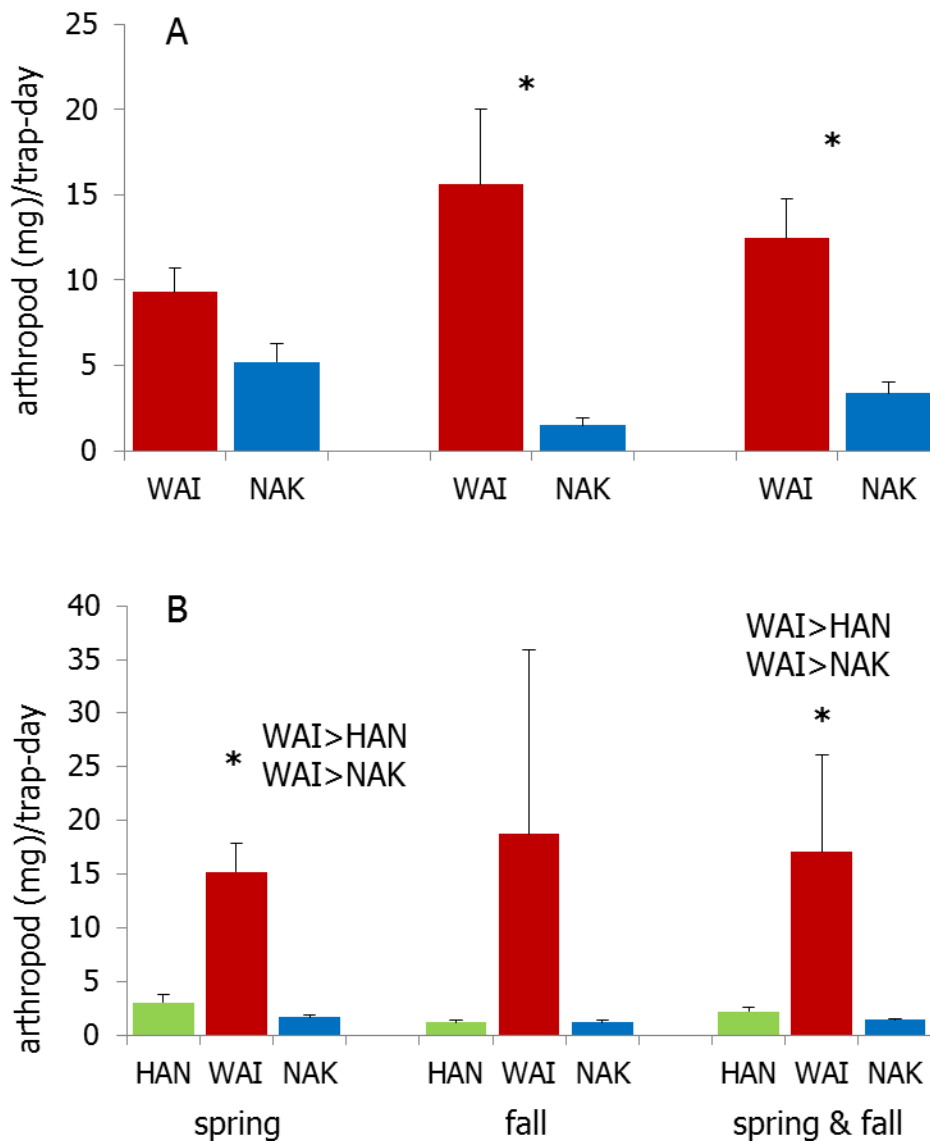 A
arthropod (mg)/trap-day
25
20
15
10
5
0
*
*
WAI NAK WAI NAK WAI NAK
B
arthropod (mg)/trap-day
40
35
30
25
20
15
10
5
0
WAI>HAN
WAI>NAK
*
WAI>HAN
WAI>NAK
*
HAN WAI NAK HAN WAI NAK HAN WAI NAK
spring fall spring & fall